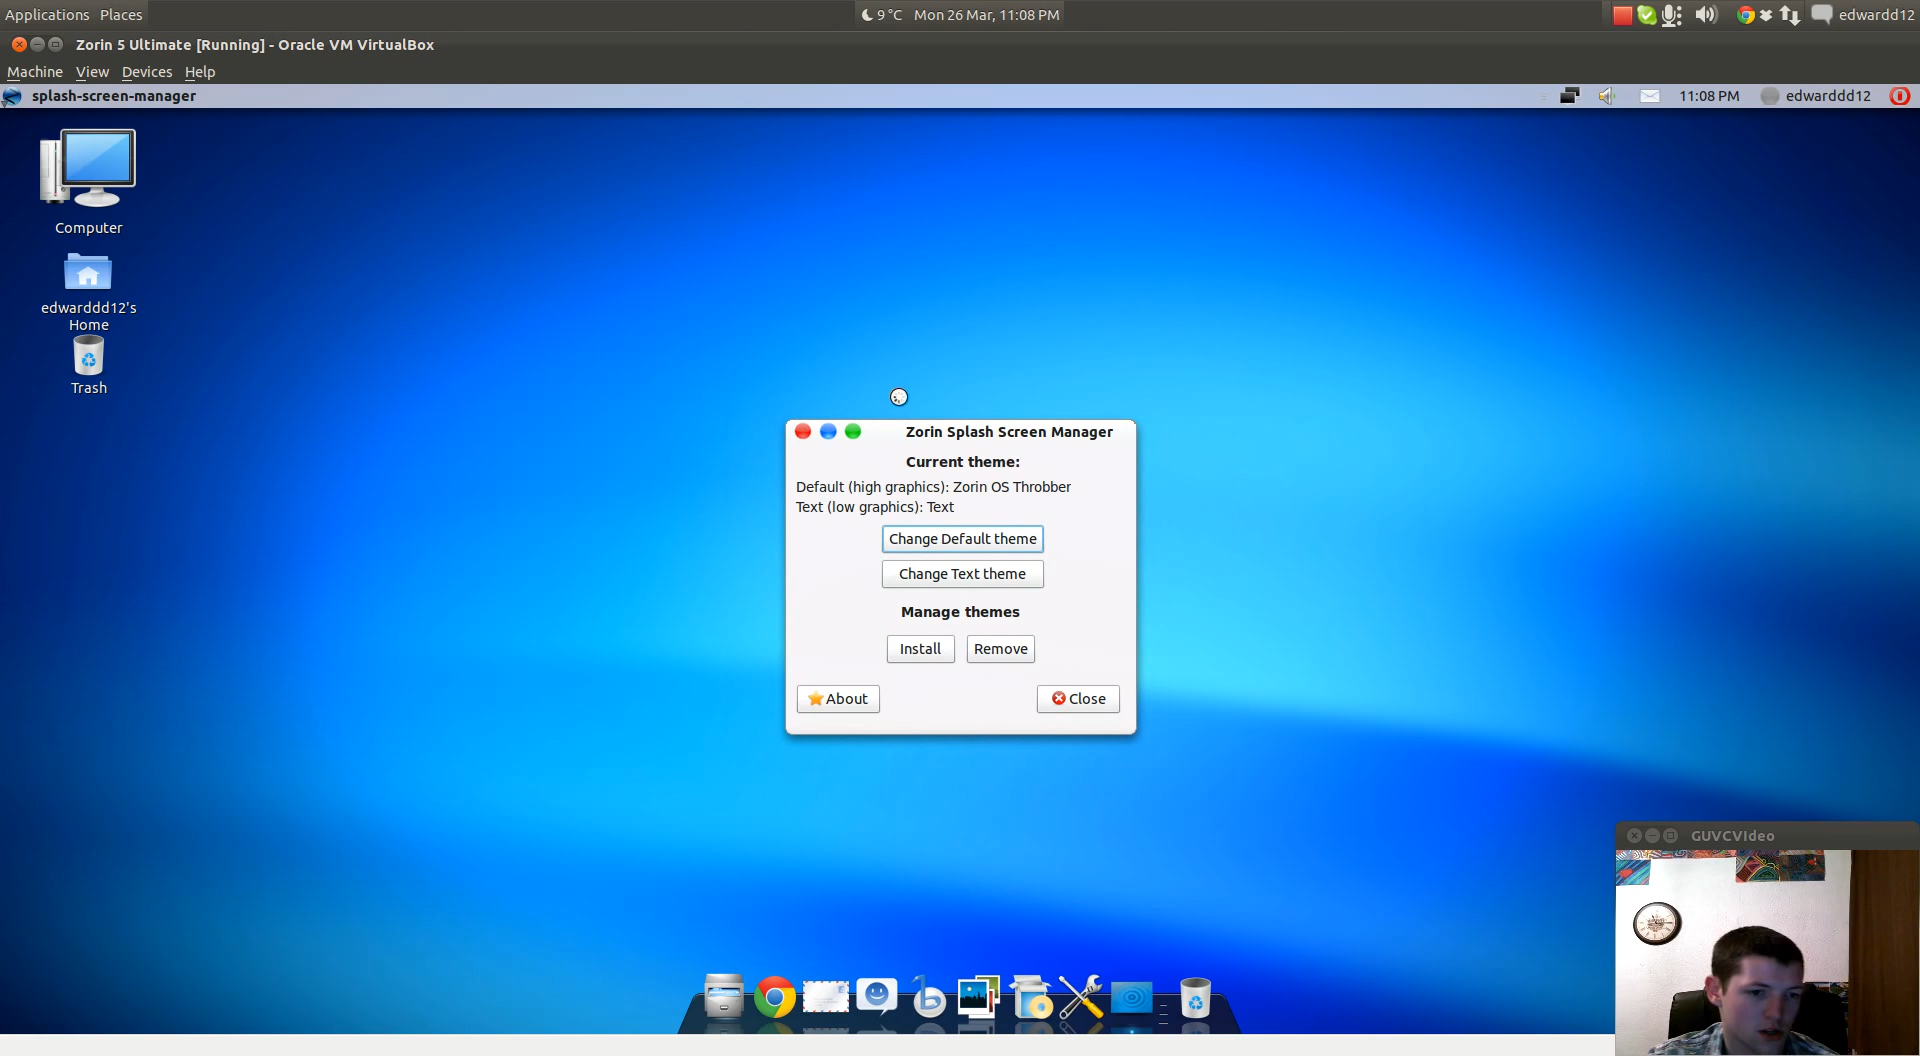 Applications Places
9 °C Mon 26 Mar, 11:08 PM
edwardd12
Zorin 5 Ultimate [Running] - Oracle VM VirtualBox
Machine View Devices Help
splash-screen-manager
11:08 PM edwarddd12
Computer
edwarddd12's
Home
Trash
Zorin Splash Screen Manager
Current theme:
Default (high graphics): Zorin OS Throbber
Text (low graphics): Text
Change Default theme
Change Text theme
Manage themes
Install Remove
About Close
GUVCVIdeo